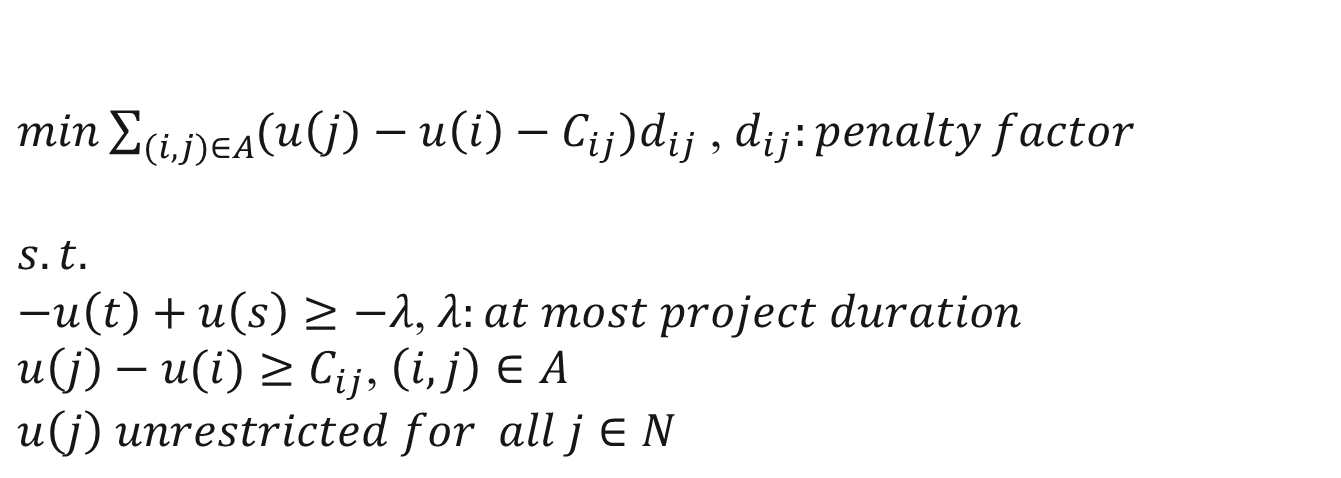 min ∑_{(i,j)∈A}(u(j) − u(i) − C_{ij})d_{ij} , d_{ij}: penalty factor
s.t.
−u(t) + u(s) ≥ −λ, λ: at most project duration
u(j) − u(i) ≥ C_{ij}, (i,j) ∈ A
u(j) unrestricted for all j ∈ N